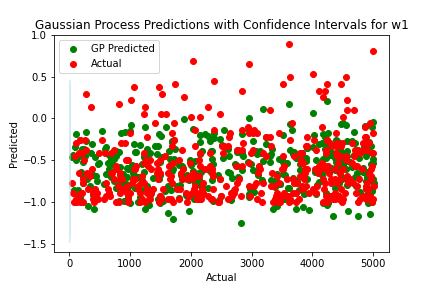 Gaussian Process Predictions with Confidence Intervals for w1
GP Predicted
Actual
1.0
0.5
0.0
−0.5
−1.0
−1.5
Predicted
0 1000 2000 3000 4000 5000
Actual